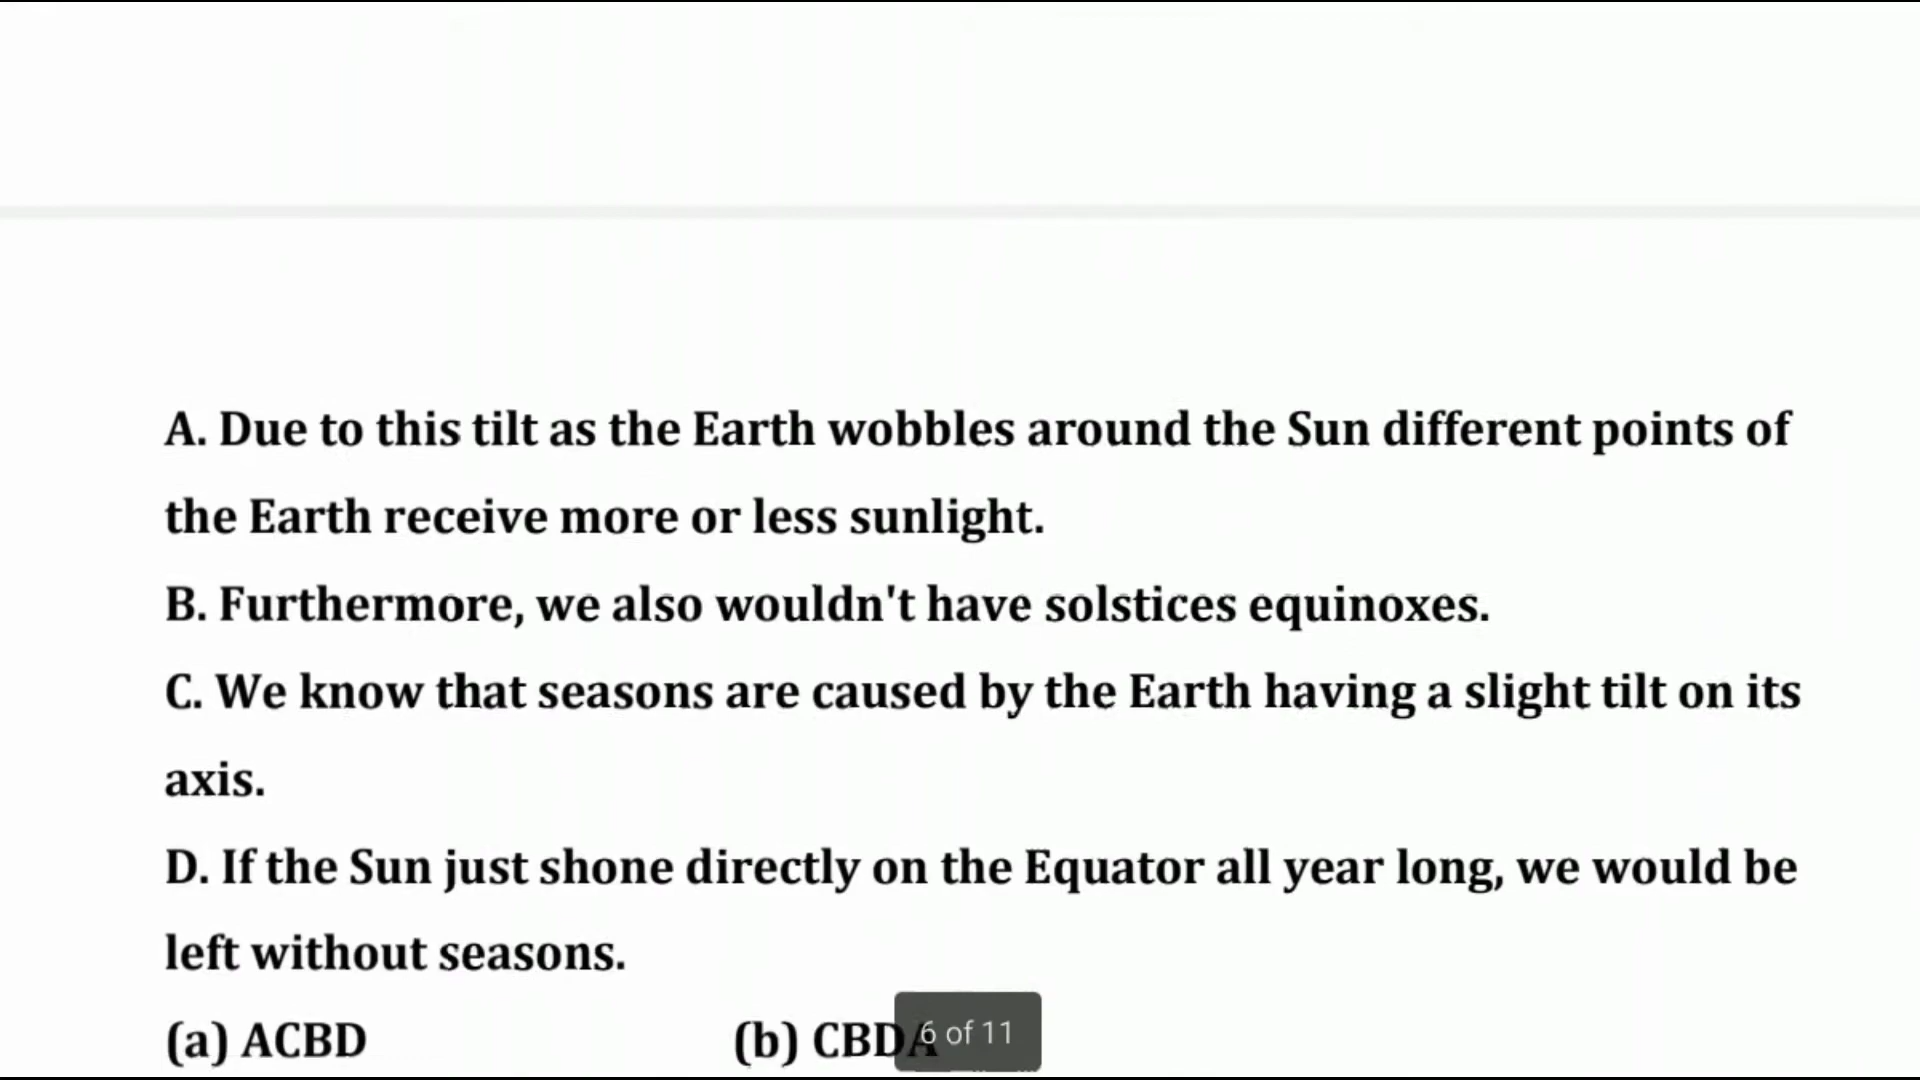 A. Due to this tilt as the Earth wobbles around the Sun different points of
the Earth receive more or less sunlight.
B. Furthermore, we also wouldn't have solstices equinoxes.
C. We know that seasons are caused by the Earth having a slight tilt on its
axis.
D. If the Sun just shone directly on the Equator all year long, we would be
left without seasons.
(a) ACBD (b) CBDA
6 of 11